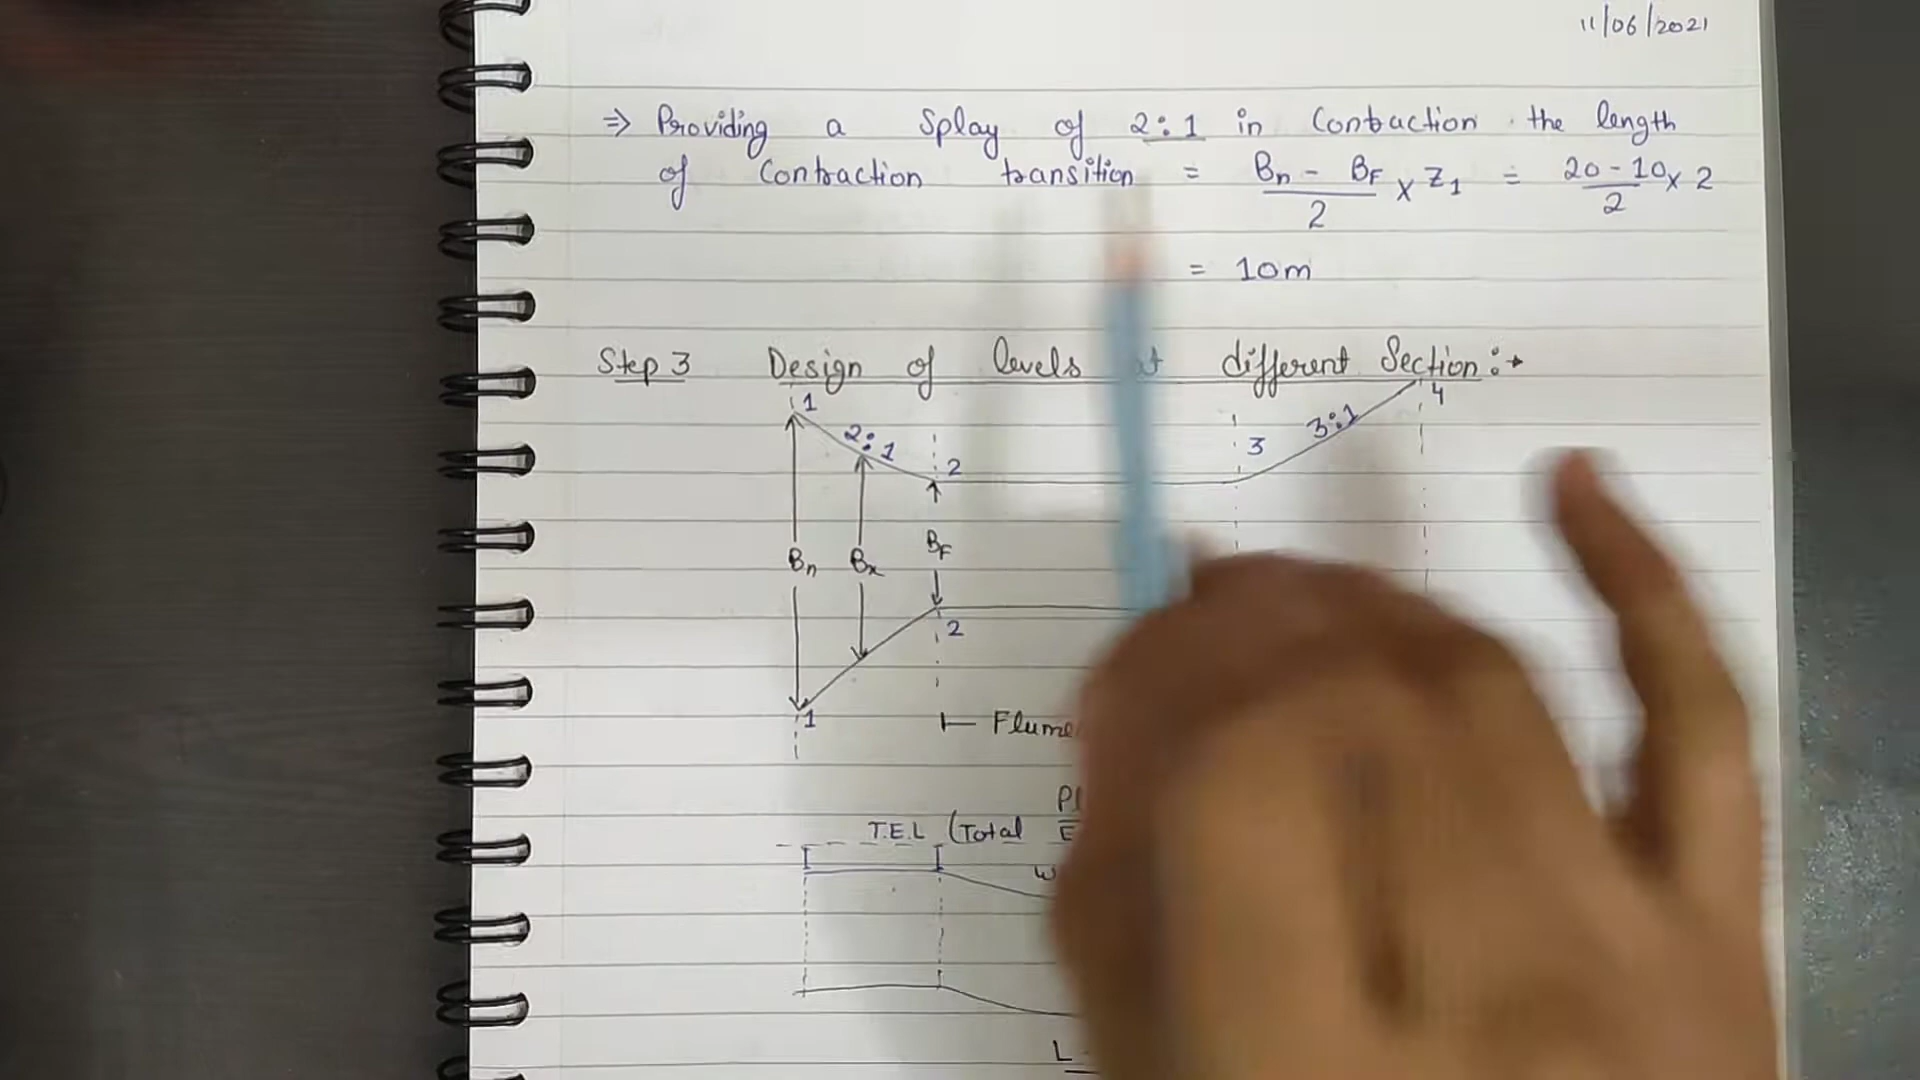 11/06/2021
⇒ Providing a Splay of 2:1 in Contraction the length
of Contraction transition = Bn - BF / 2 x Z1 = 20 - 10 / 2 x 2
= 10m
Step 3 Design of levels at different Section:→
1
2:1
2
3
3:1
4
Bn
Bx
BF
2
1
Flume
T.E.L (Total
L